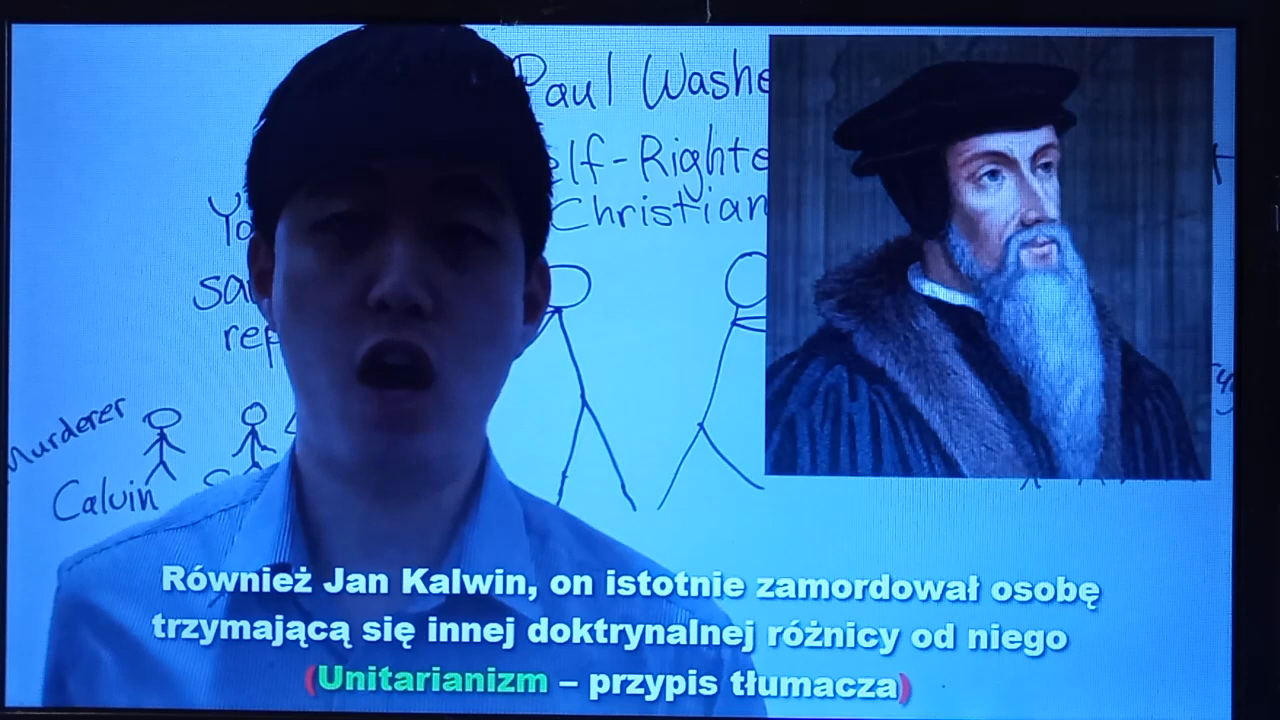 Paul Washe
elf-Righte
Christian
Yo
sa
rep
Murderer
Calvin
Również Jan Kalwin, on istotnie zamordował osobę
trzymającą się innej doktrynalnej różnicy od niego
(Unitarianizm – przypis tłumacza)